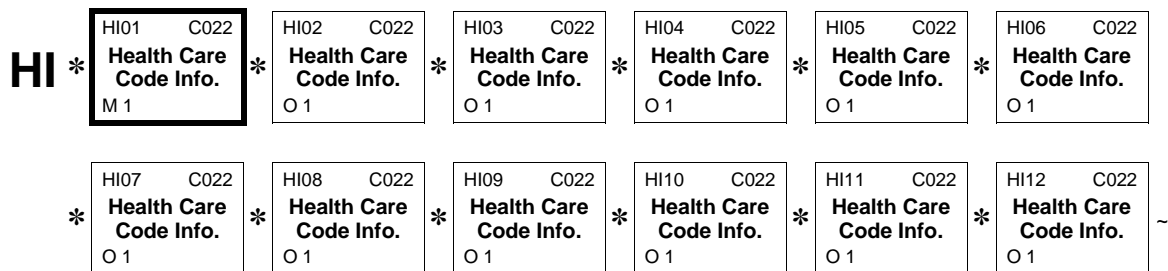 HI01 C022 HI02 C022 HI03 C022 HI04 C022 HI05 C022 HI06 C022
HI * Health Care * Health Care * Health Care * Health Care * Health Care * Health Care
Code Info. Code Info. Code Info. Code Info. Code Info. Code Info.
M 1 O 1 O 1 O 1 O 1 O 1
HI07 C022 HI08 C022 HI09 C022 HI10 C022 HI11 C022 HI12 C022
* Health Care * Health Care * Health Care * Health Care * Health Care * Health Care ~
Code Info. Code Info. Code Info. Code Info. Code Info. Code Info.
O 1 O 1 O 1 O 1 O 1 O 1